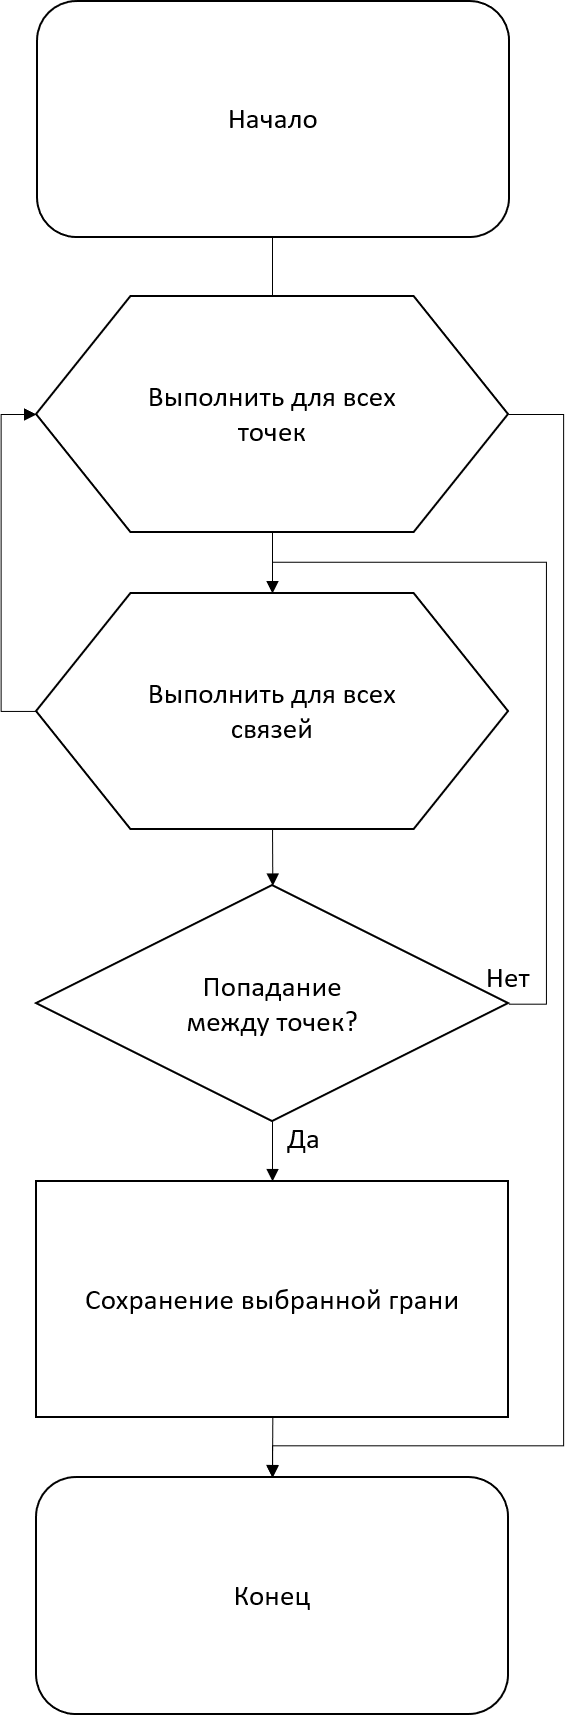 Начало
Выполнить для всех
точек
Выполнить для всех
связей
Попадание
между точек?
Нет
Да
Сохранение выбранной грани
Конец